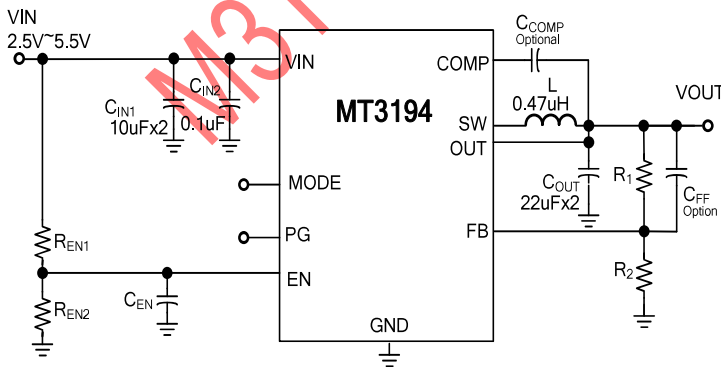 VIN
2.5V~5.5V
M31
VIN
CIN1
10uFx2
CIN2
0.1uF
MT3194
COMP
CCOMP
Optional
L
0.47uH
VOUT
SW
OUT
MODE
COUT
22uFx2
R1
CFF
Option
PG
FB
REN1
EN
R2
REN2
CEN
GND